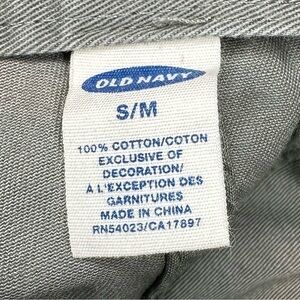 OLD NAVY
S/M
100% COTTON/COTON
EXCLUSIVE OF
DECORATION/
À L'EXCEPTION DES
GARNITURES
MADE IN CHINA
RN54023/CA17897